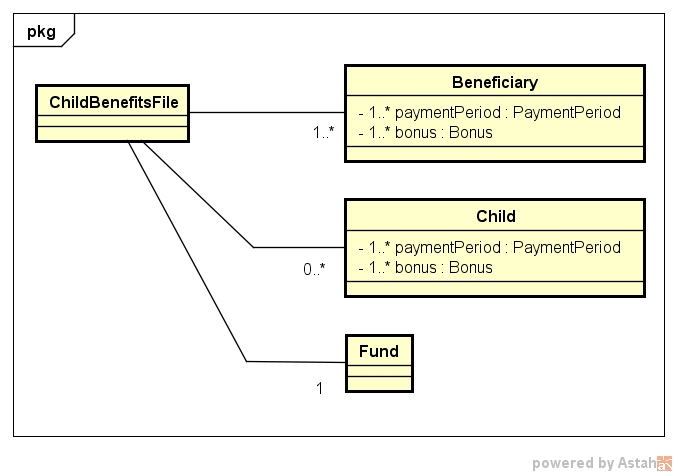 pkg
ChildBenefitsFile
Beneficiary
- 1..* paymentPeriod : PaymentPeriod
- 1..* bonus : Bonus
1..*
Child
- 1..* paymentPeriod : PaymentPeriod
- 1..* bonus : Bonus
0..*
Fund
1
powered by Astah